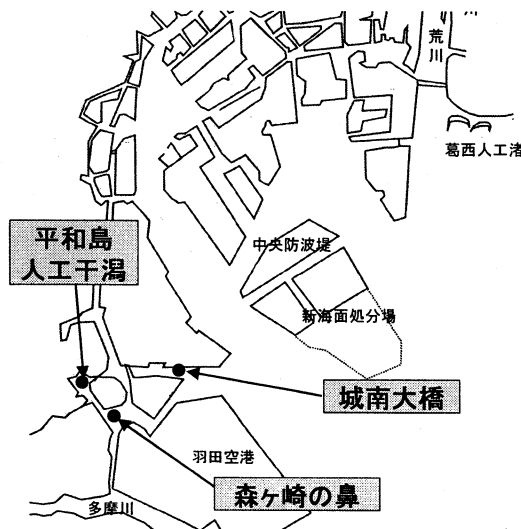 荒川
葛西人工渚
平和島
人工干潟
中央防波堤
新海面処分場
城南大橋
羽田空港
森ヶ崎の鼻
多摩川